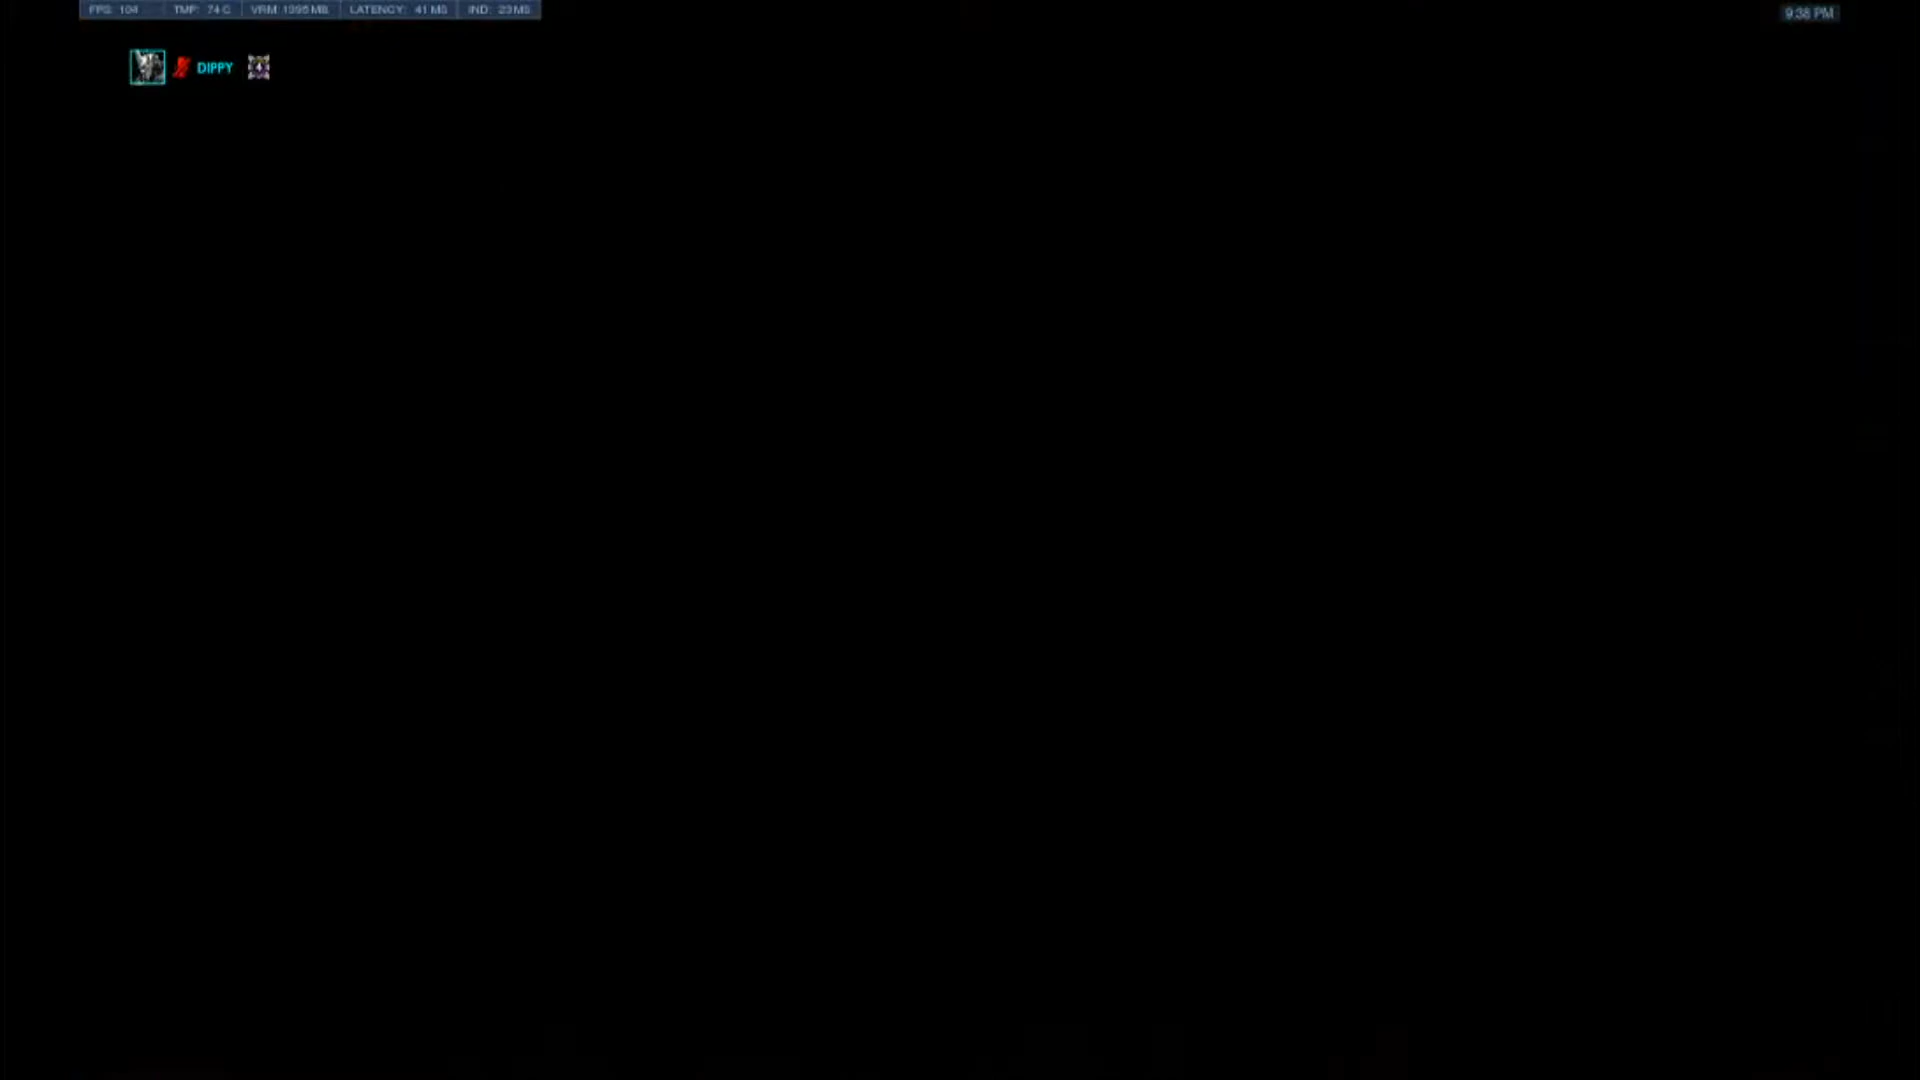 FPS: 104 TMP: 74 C VRM: 1395 MB LATENCY: 41 MS IND: 23 MS
9:38 PM
DIPPY